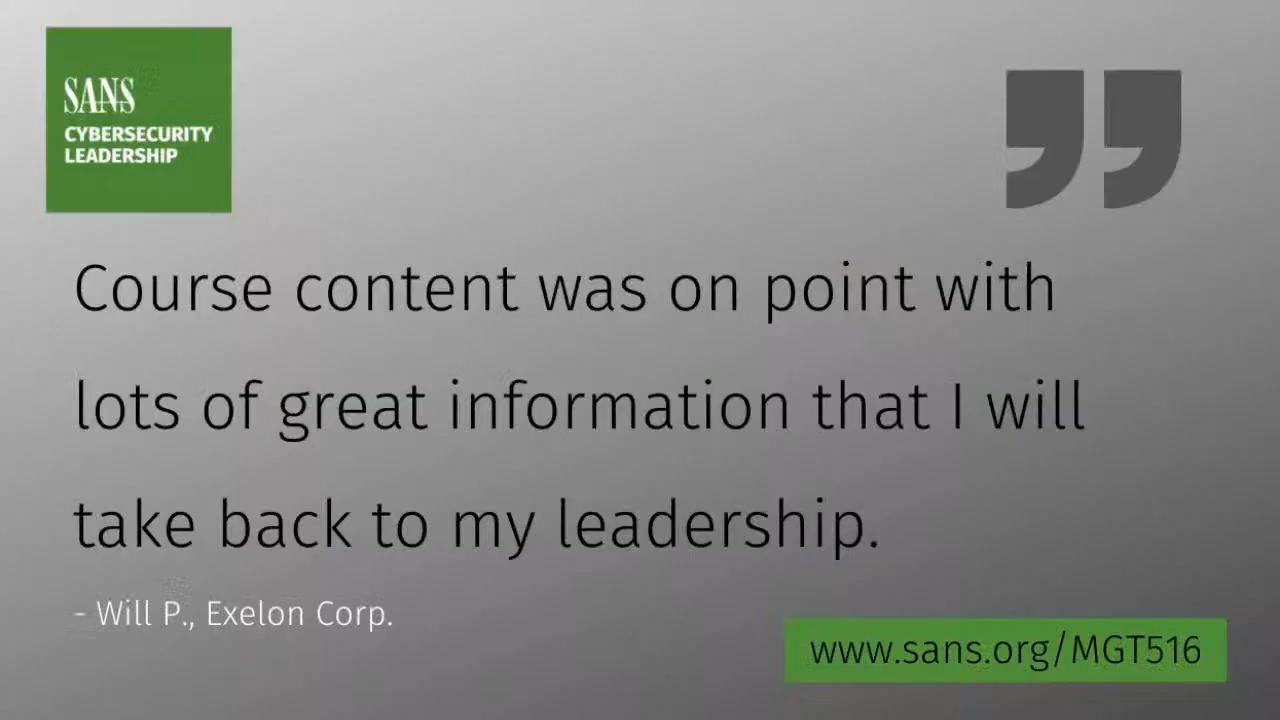 SANS
CYBERSECURITY
LEADERSHIP
Course content was on point with
lots of great information that I will
take back to my leadership.
- Will P., Exelon Corp.
www.sans.org/MGT516